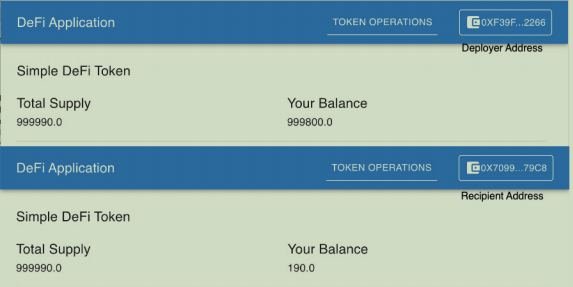 DeFi Application TOKEN OPERATIONS 0XF39F...2266
Deployer Address
Simple DeFi Token
Total Supply Your Balance
999990.0 999800.0
DeFi Application TOKEN OPERATIONS 0X7099...79C8
Recipient Address
Simple DeFi Token
Total Supply Your Balance
999990.0 190.0